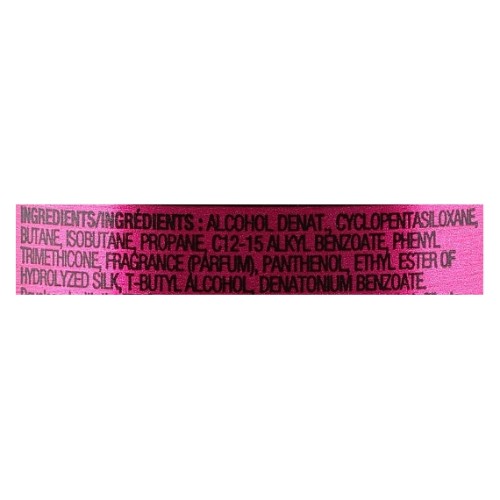 INGREDIENTS/INGRÉDIENTS : ALCOHOL DENAT., CYCLOPENTASILOXANE,
BUTANE, ISOBUTANE, PROPANE, C12-15 ALKYL BENZOATE, PHENYL
TRIMETHICONE, FRAGRANCE (PARFUM), PANTHENOL, ETHYL ESTER OF
HYDROLYZED SILK, T-BUTYL ALCOHOL, DENATONIUM BENZOATE.